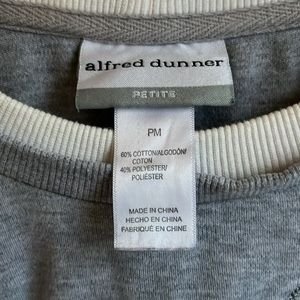 alfred dunner
PETITE
PM
60% COTTON/ALGODÓN/
COTON
40% POLYESTER/
POLIÉSTER
MADE IN CHINA
HECHO EN CHINA
FABRIQUÉ EN CHINE